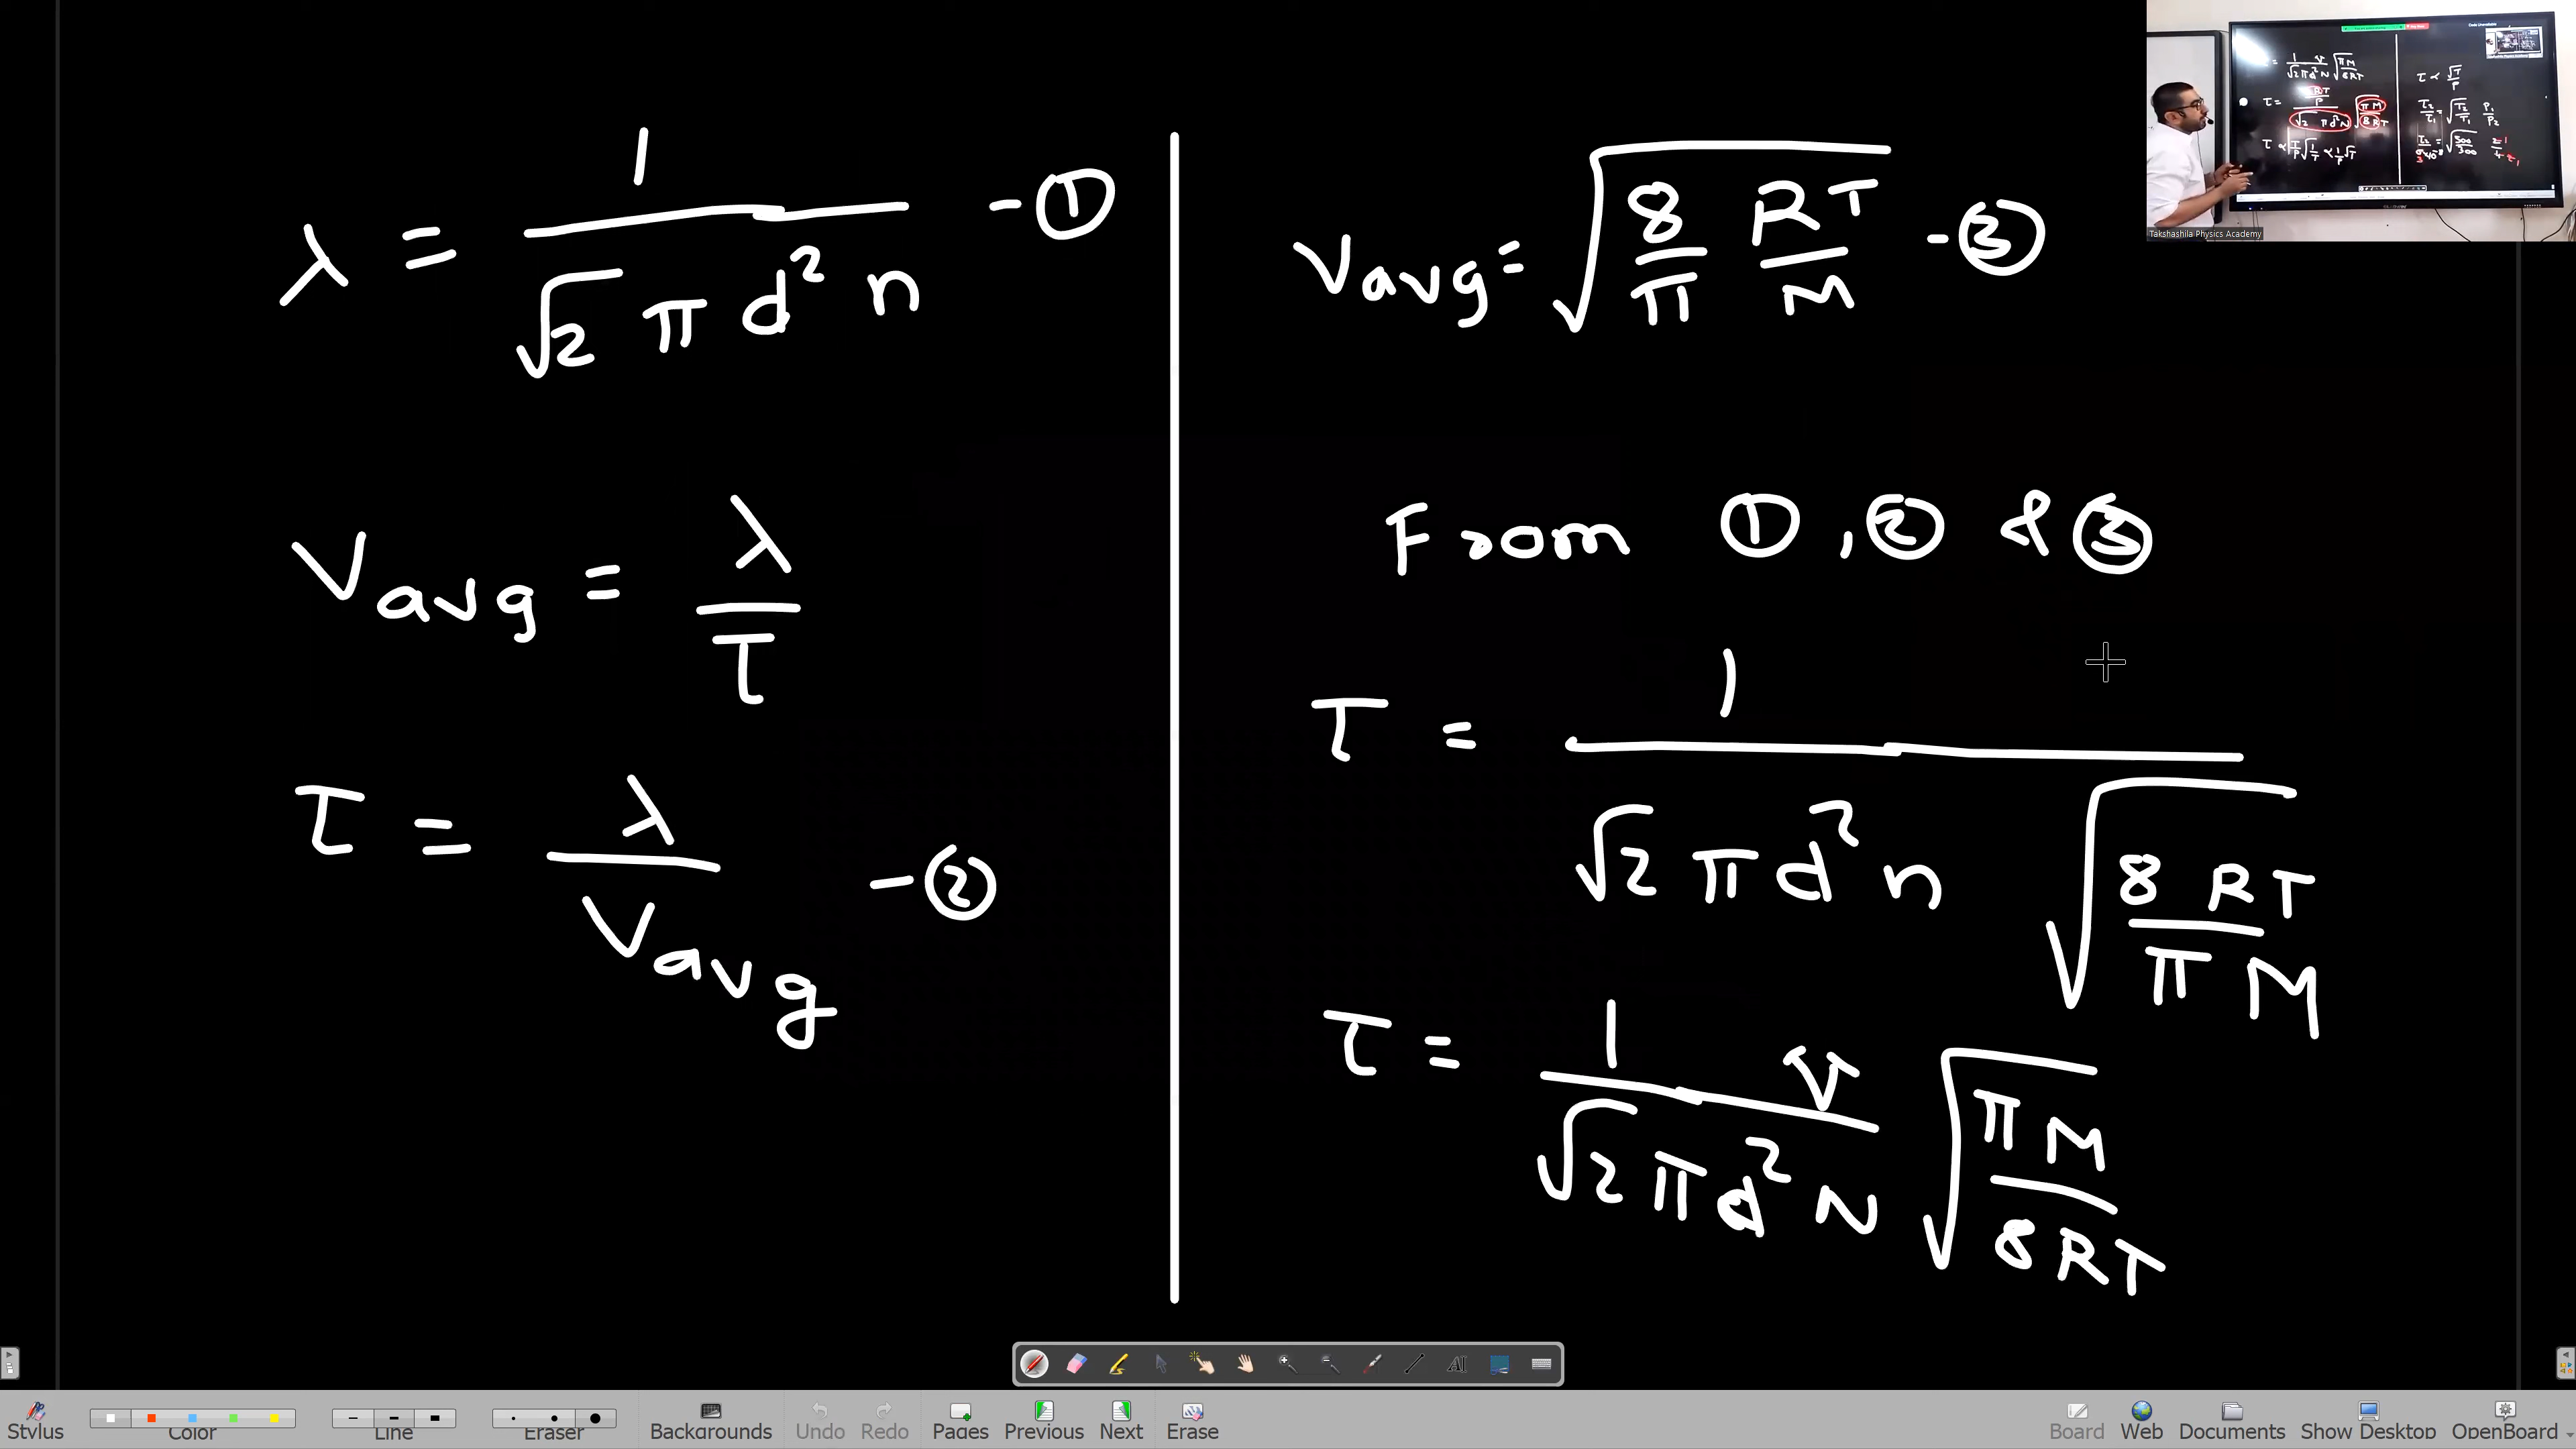 λ = 1 / (√2 π d² n) - ①
Vavg = λ / τ
τ = λ / Vavg - ②
Vavg = √(8/π RT/M) - ③
From ①, ② & ③
τ = 1 / (√2 π d² n √(8RT / πM))
τ = 1 V / (√2 π d² N) √(πM / 8RT)
Takshashila Physics Academy
τ ∝ √T / P
Stylus
Color
Line
Eraser
Backgrounds
Undo
Redo
Pages
Previous
Next
Erase
Board
Web
Documents
Show Desktop
OpenBoard